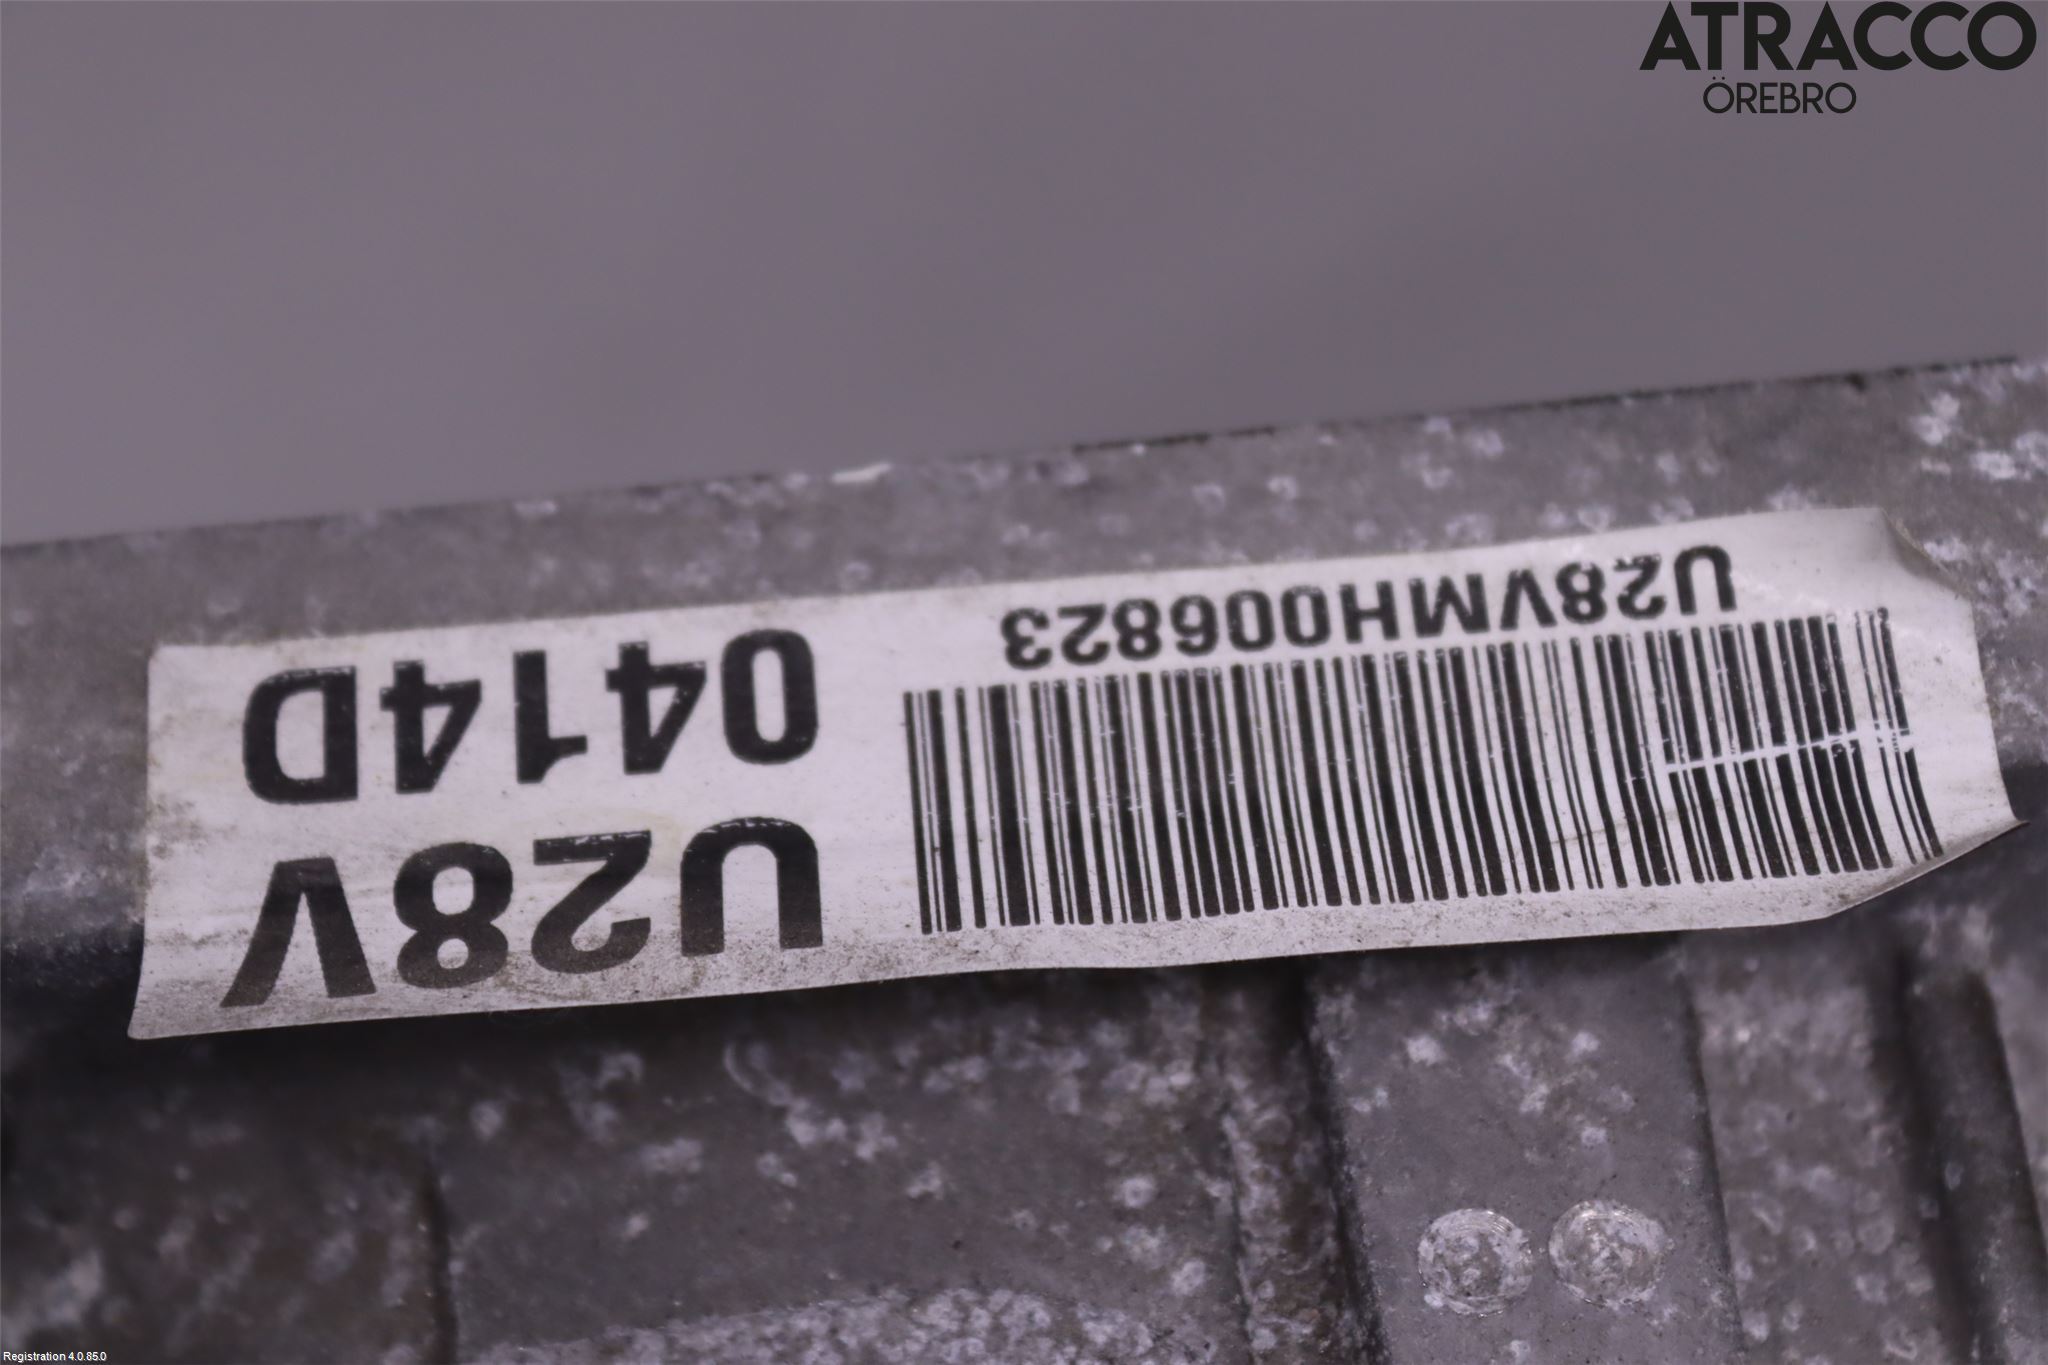 ATRACCO
ÖREBRO
U28VMH006823
U28V
0414D
Registration 4.0.85.0